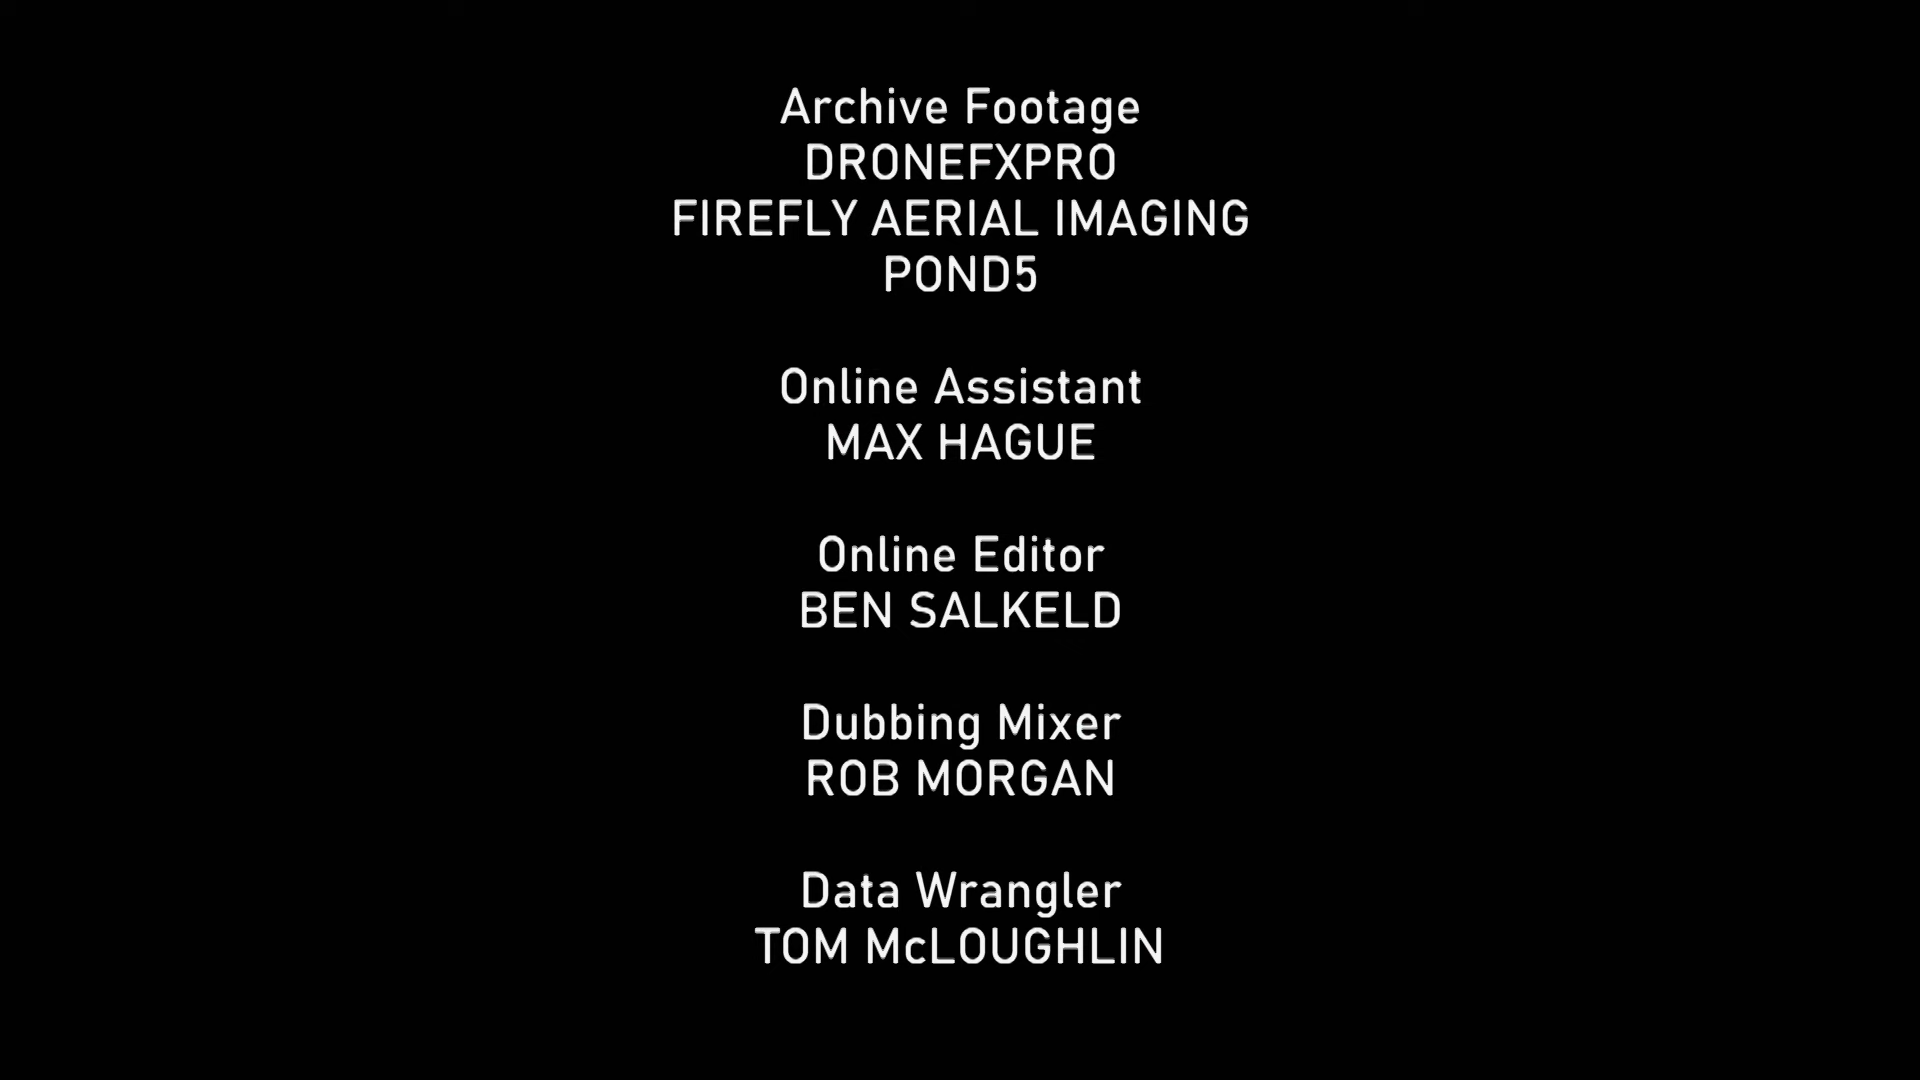 Archive Footage
DRONEFXPRO
FIREFLY AERIAL IMAGING
POND5
Online Assistant
MAX HAGUE
Online Editor
BEN SALKELD
Dubbing Mixer
ROB MORGAN
Data Wrangler
TOM McLOUGHLIN